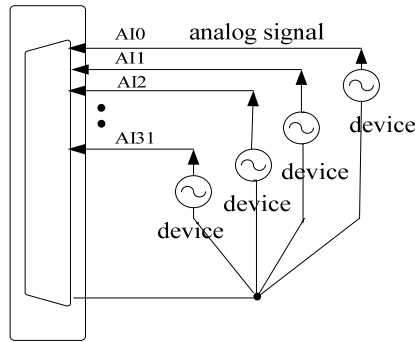 AI0
analog signal
AI1
AI2
AI31
device
device
device
device